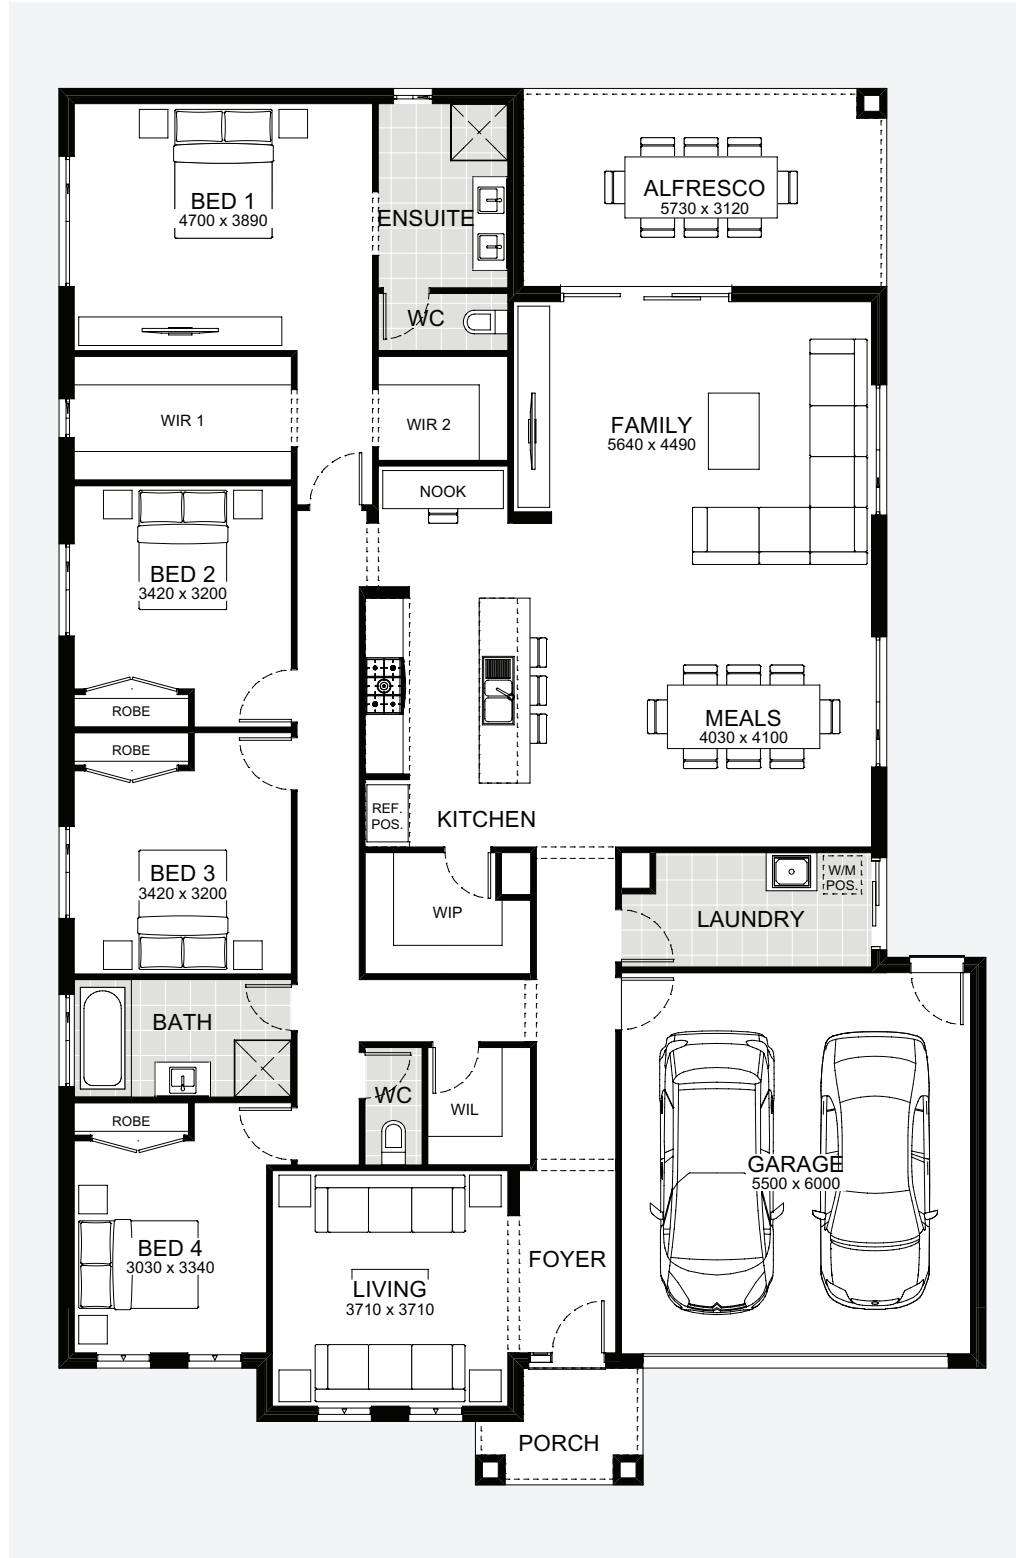 BED 1
4700 x 3890
ENSUITE
ALFRESCO
5730 x 3120
WC
WIR 1
WIR 2
FAMILY
5640 x 4490
NOOK
BED 2
3420 x 3200
ROBE
MEALS
4030 x 4100
ROBE
REF.
POS.
KITCHEN
BED 3
3420 x 3200
WIP
W/M
POS.
LAUNDRY
BATH
WC
WIL
ROBE
GARAGE
5500 x 6000
BED 4
3030 x 3340
FOYER
LIVING
3710 x 3710
PORCH